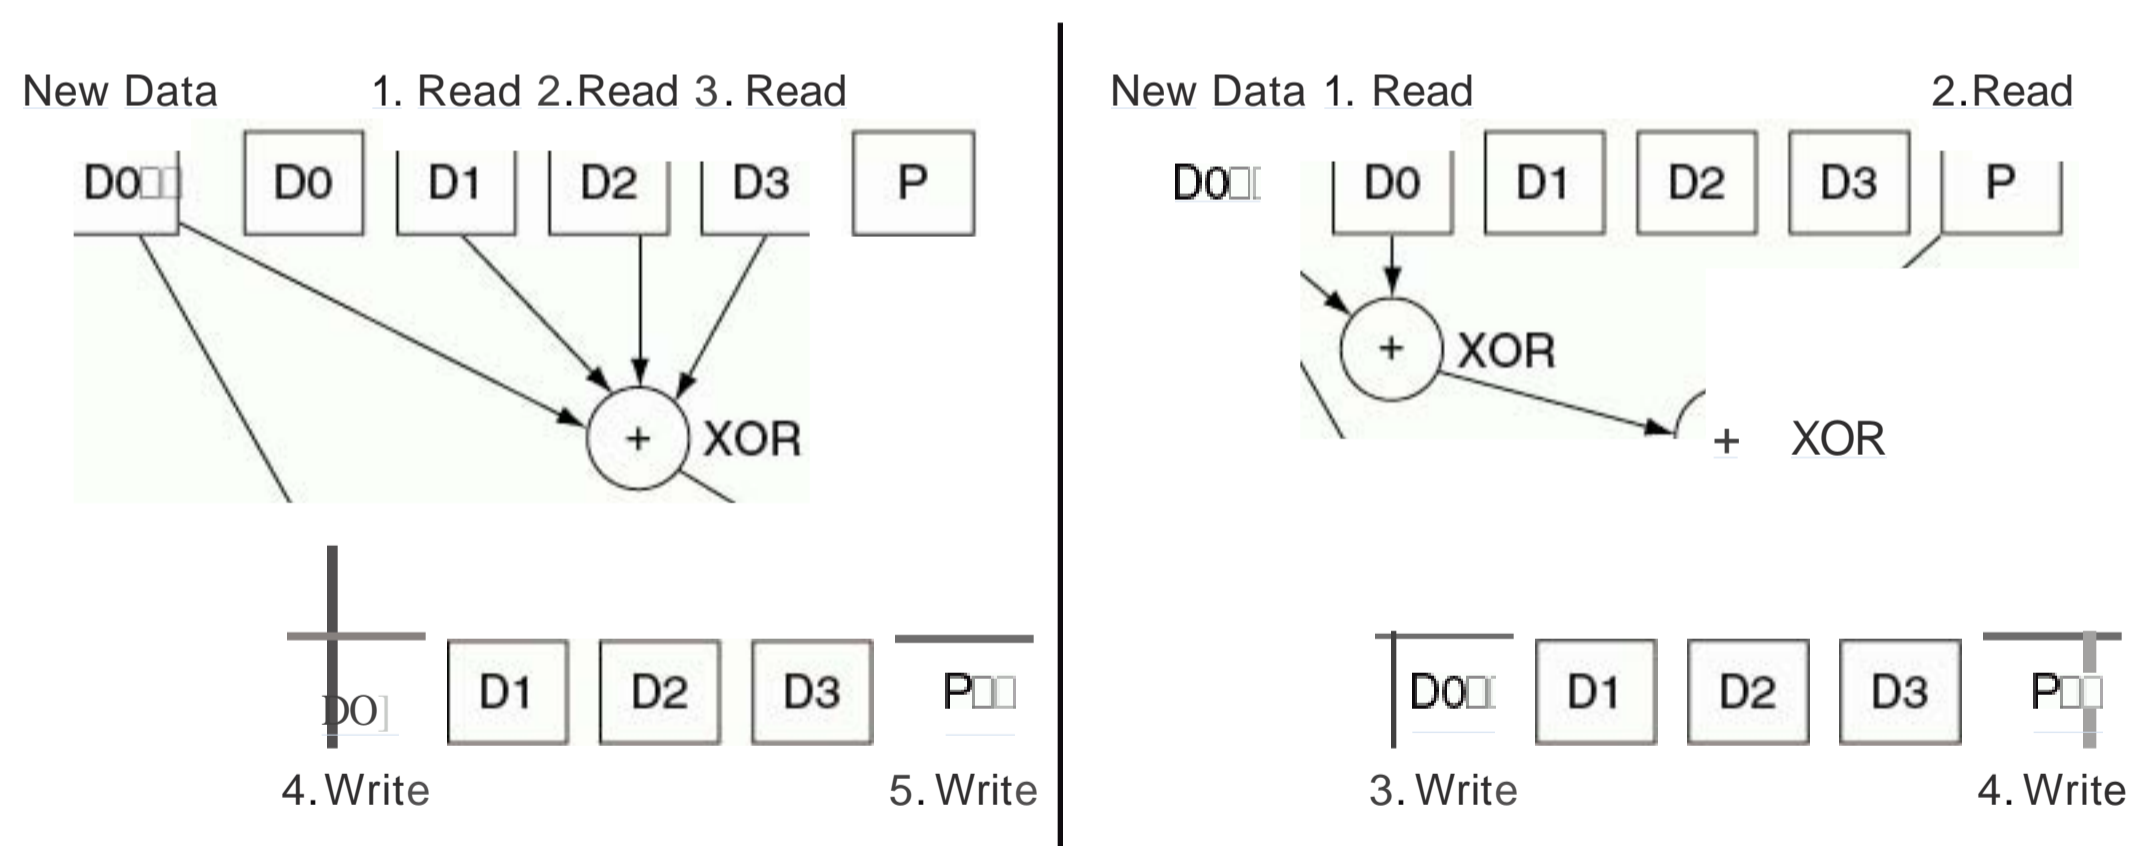 New Data 1. Read 2.Read 3. Read
D0□□ D0 D1 D2 D3 P
+ XOR
DO] D1 D2 D3 P□□
4. Write 5. Write
New Data 1. Read 2.Read
D0□□ D0 D1 D2 D3 P
+ XOR
+ XOR
D0□□ D1 D2 D3 P□□
3. Write 4. Write